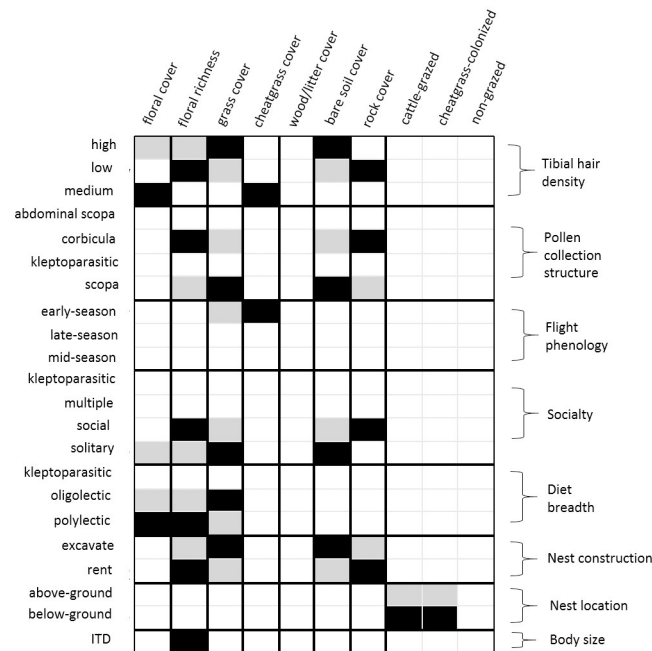 floral cover
floral richness
grass cover
cheatgrass cover
wood/litter cover
bare soil cover
rock cover
cattle-grazed
cheatgrass-colonized
non-grazed
high
low
medium
Tibial hair
density
abdominal scopa
corbicula
kleptoparasitic
scopa
Pollen
collection
structure
early-season
late-season
mid-season
Flight
phenology
kleptoparasitic
multiple
social
solitary
Socialty
kleptoparasitic
oligolectic
polylectic
Diet
breadth
excavate
rent
Nest construction
above-ground
below-ground
Nest location
ITD
Body size